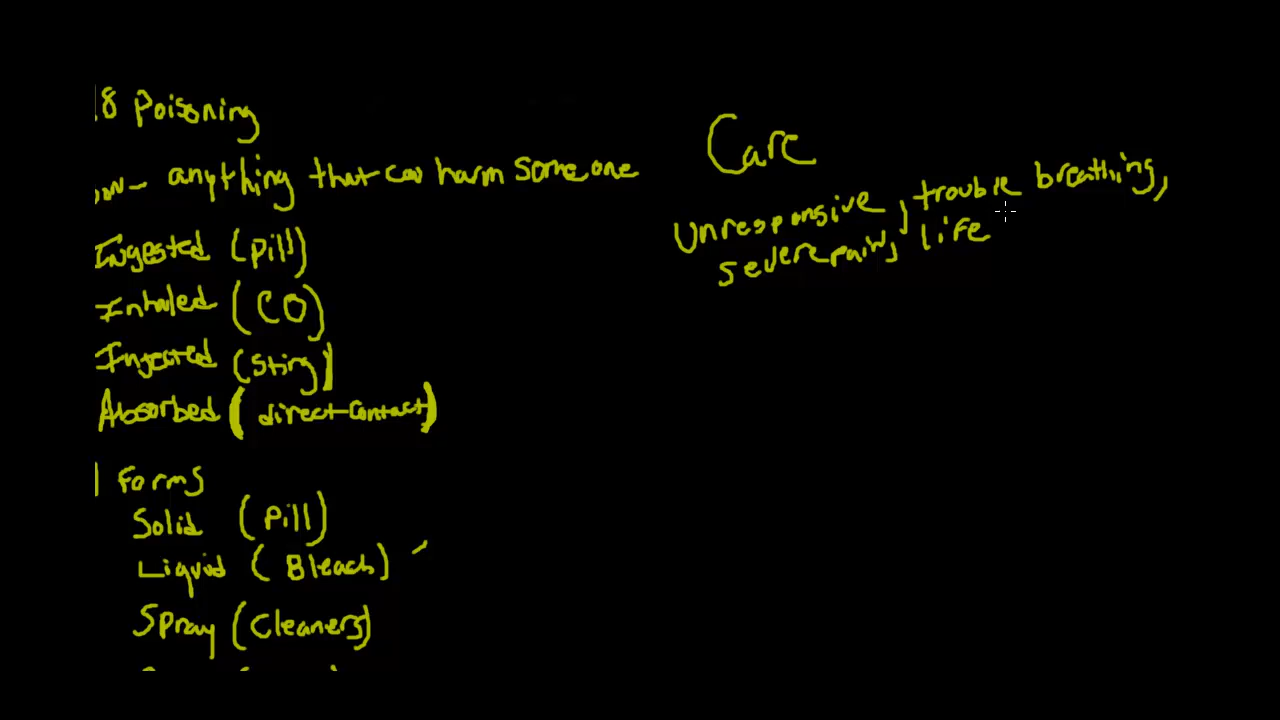 .8 Poisoning
anything that can harm someone
Ingested (pill)
Inhaled (CO)
Injected (sting)
Absorbed (direct contact)
Forms
Solid (Pill)
Liquid (Bleach)
Spray (Cleaners)
Care
Unresponsive, trouble breathing,
severe pain, life